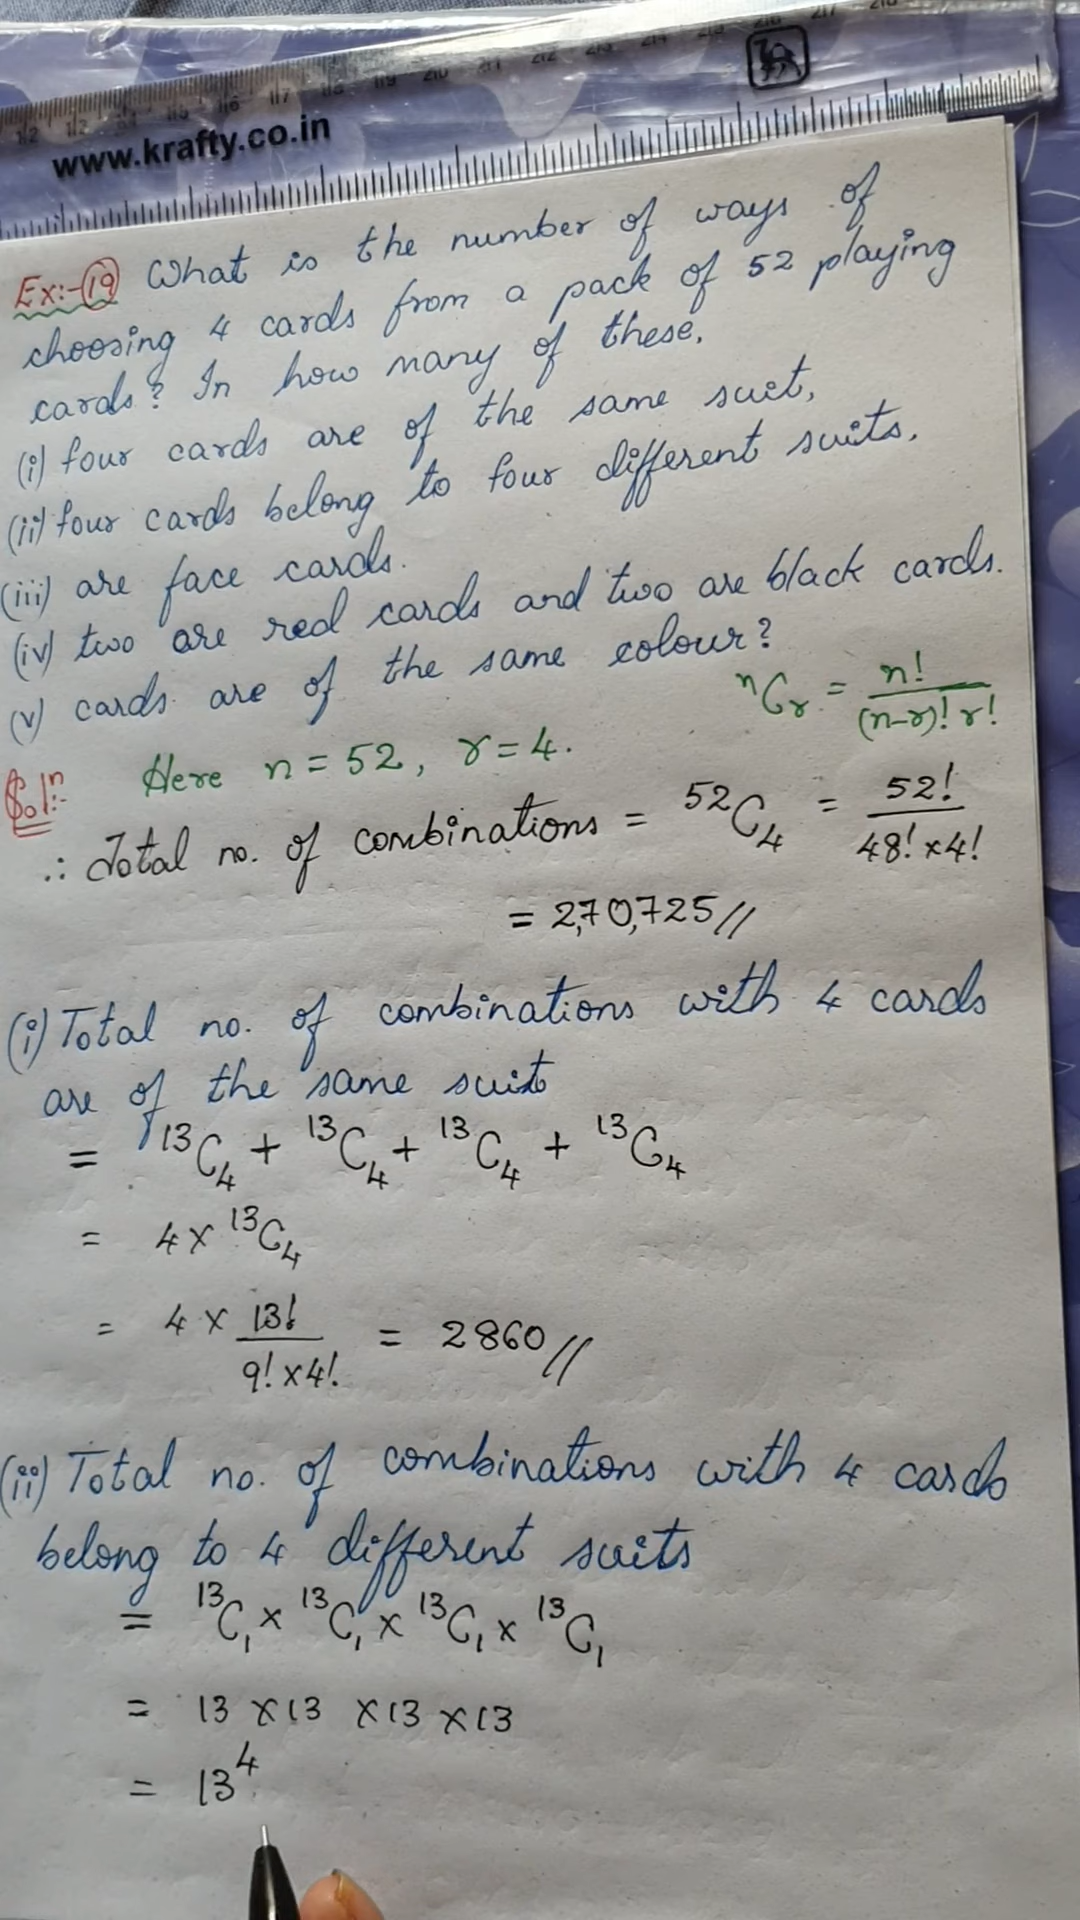 www.krafty.co.in
Ex:-(19) What is the number of ways of
choosing 4 cards from a pack of 52 playing
cards? In how many of these,
(i) four cards are of the same suit,
(ii) four cards belong to four different suits,
(iii) are face cards.
(iv) two are red cards and two are black cards.
(v) cards are of the same colour?
ⁿCᵣ = n! / (n-r)! r!
Solⁿ:- Here n = 52, r = 4.
∴ Total no. of combinations = ⁵²C₄ = 52! / 48! × 4!
= 2,70,725//
(i) Total no. of combinations with 4 cards
are of the same suits
= ¹³C₄ + ¹³C₄ + ¹³C₄ + ¹³C₄
= 4 × ¹³C₄
= 4 × 13! / 9! × 4! = 2860//
(ii) Total no. of combinations with 4 cards
belong to 4 different suits
= ¹³C₁ × ¹³C₁ × ¹³C₁ × ¹³C₁
= 13 × 13 × 13 × 13
= 13⁴